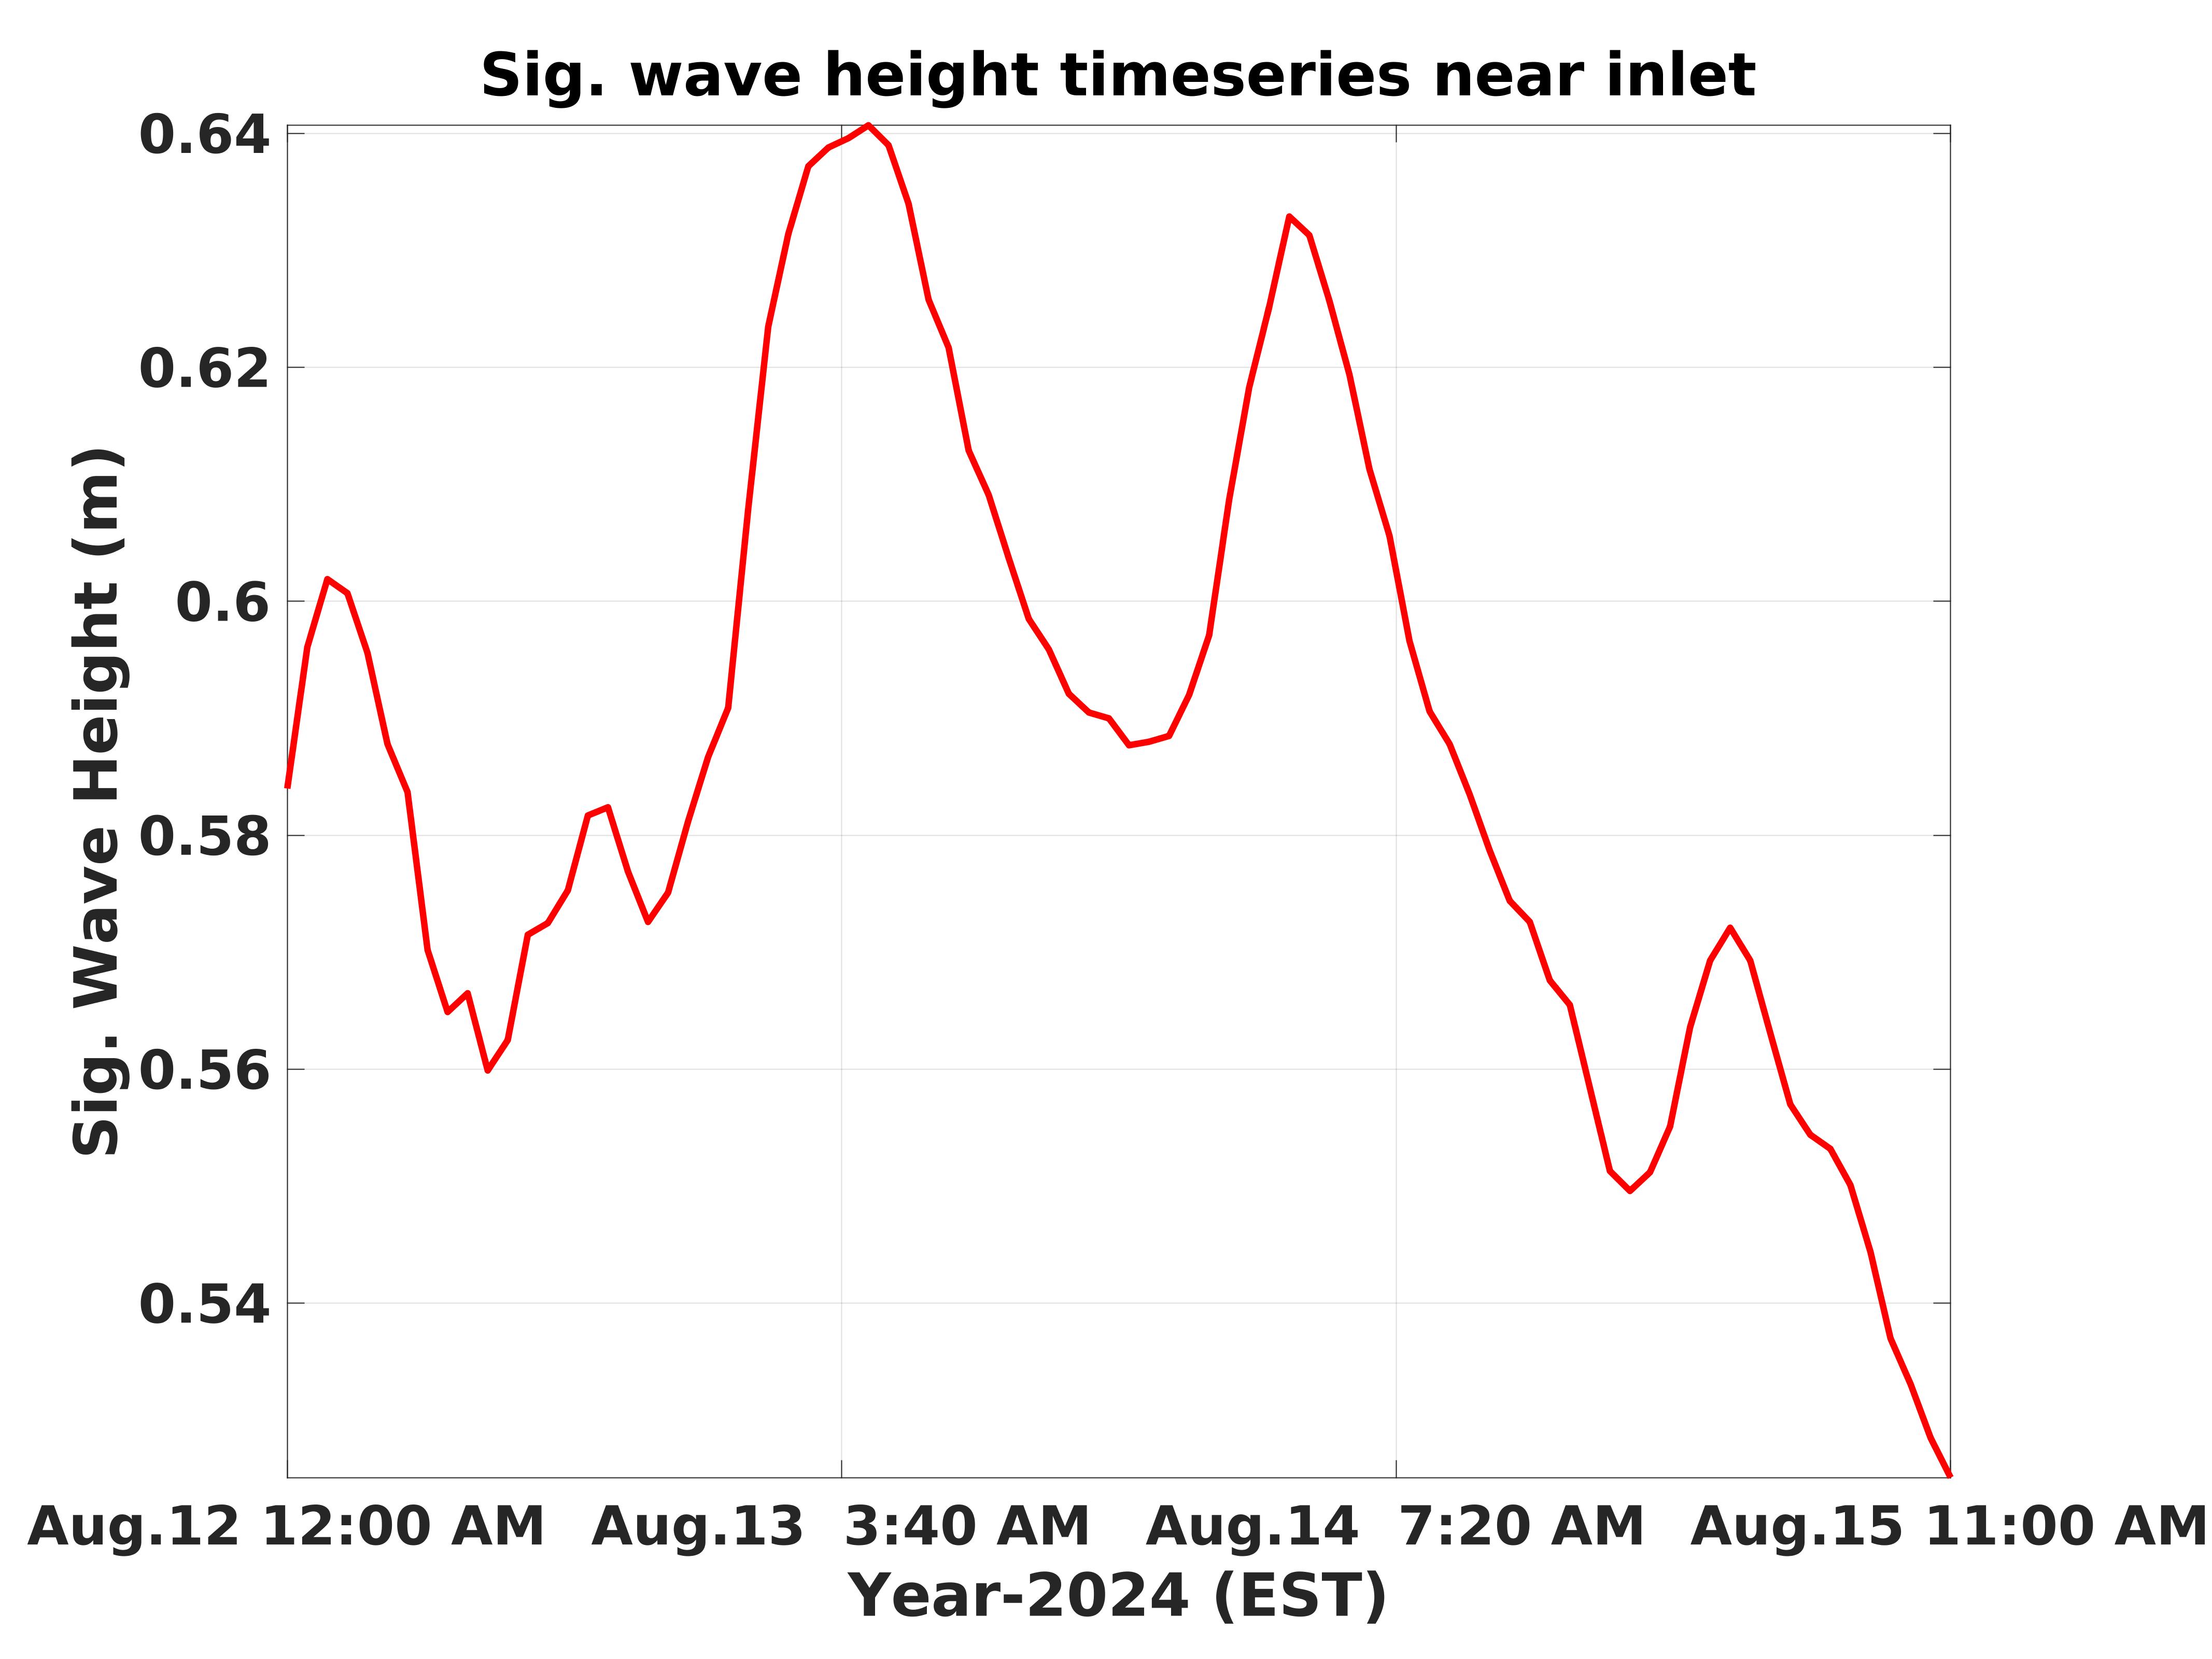 Sig. wave height timeseries near inlet
Sig. Wave Height (m)
0.64
0.62
0.6
0.58
0.56
0.54
Aug.12 12:00 AM Aug.13 3:40 AM Aug.14 7:20 AM Aug.15 11:00 AM
Year-2024 (EST)